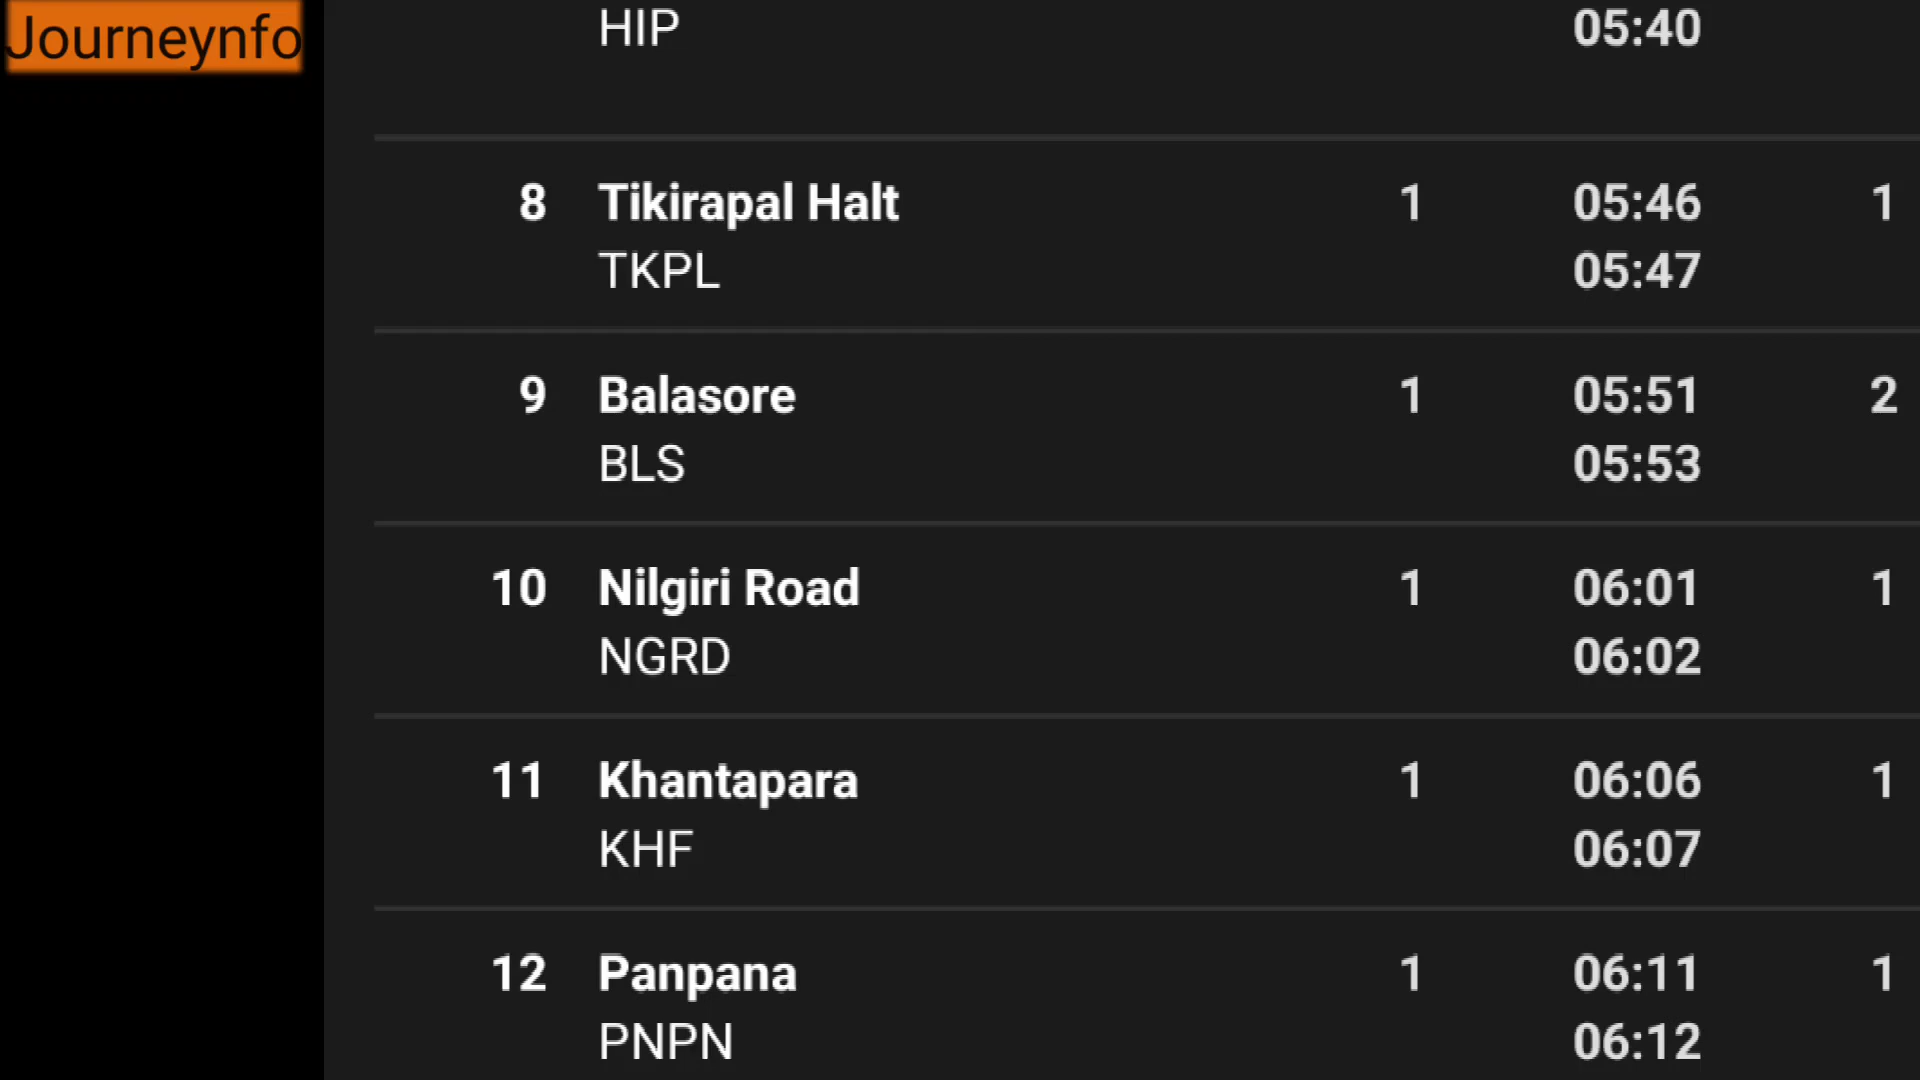 Journeynfo
HIP 05:40
8 Tikirapal Halt 1 05:46 1
TKPL 05:47
9 Balasore 1 05:51 2
BLS 05:53
10 Nilgiri Road 1 06:01 1
NGRD 06:02
11 Khantapara 1 06:06 1
KHF 06:07
12 Panpana 1 06:11 1
PNPN 06:12